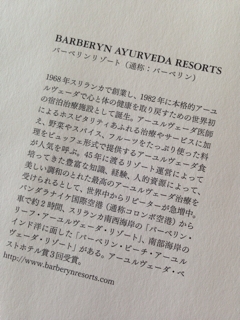 BARBERYN AYURVEDA RESORTS
バーベリンリゾート（通称：バーベリン）
1968年スリランカで創業し、1982年に本格的アーユ
ルヴェーダで心と体の健康を取り戻すための世界初
の宿泊治療施設として誕生。アーユルヴェーダ医師
によるホスピタリティあふれる治療やサービスに加
え、野菜やスパイス、フルーツをたっぷり使った料
理をビュッフェ形式で提供するアーユルヴェーダ食
が人気を呼ぶ。45年に渡るリゾート運営によって
培ってきた豊富な知識、経験、人的資源によって、
美しい調和のとれた最高のアーユルヴェーダ治療を
受けられるとして、世界中からリピーターが急増中。
バンダラナイケ国際空港（通称コロンボ空港）から
車で約2時間、スリランカ南西海岸の「バーベリン・
リーフ・アーユルヴェーダ・リゾート」、南部海岸の
インド洋に面した「バーベリン・ビーチ・アーユル
ヴェーダ・リゾート」がある。アーユルヴェーダ・ベ
ストホテル賞3回受賞。
http://www.barberynresorts.com